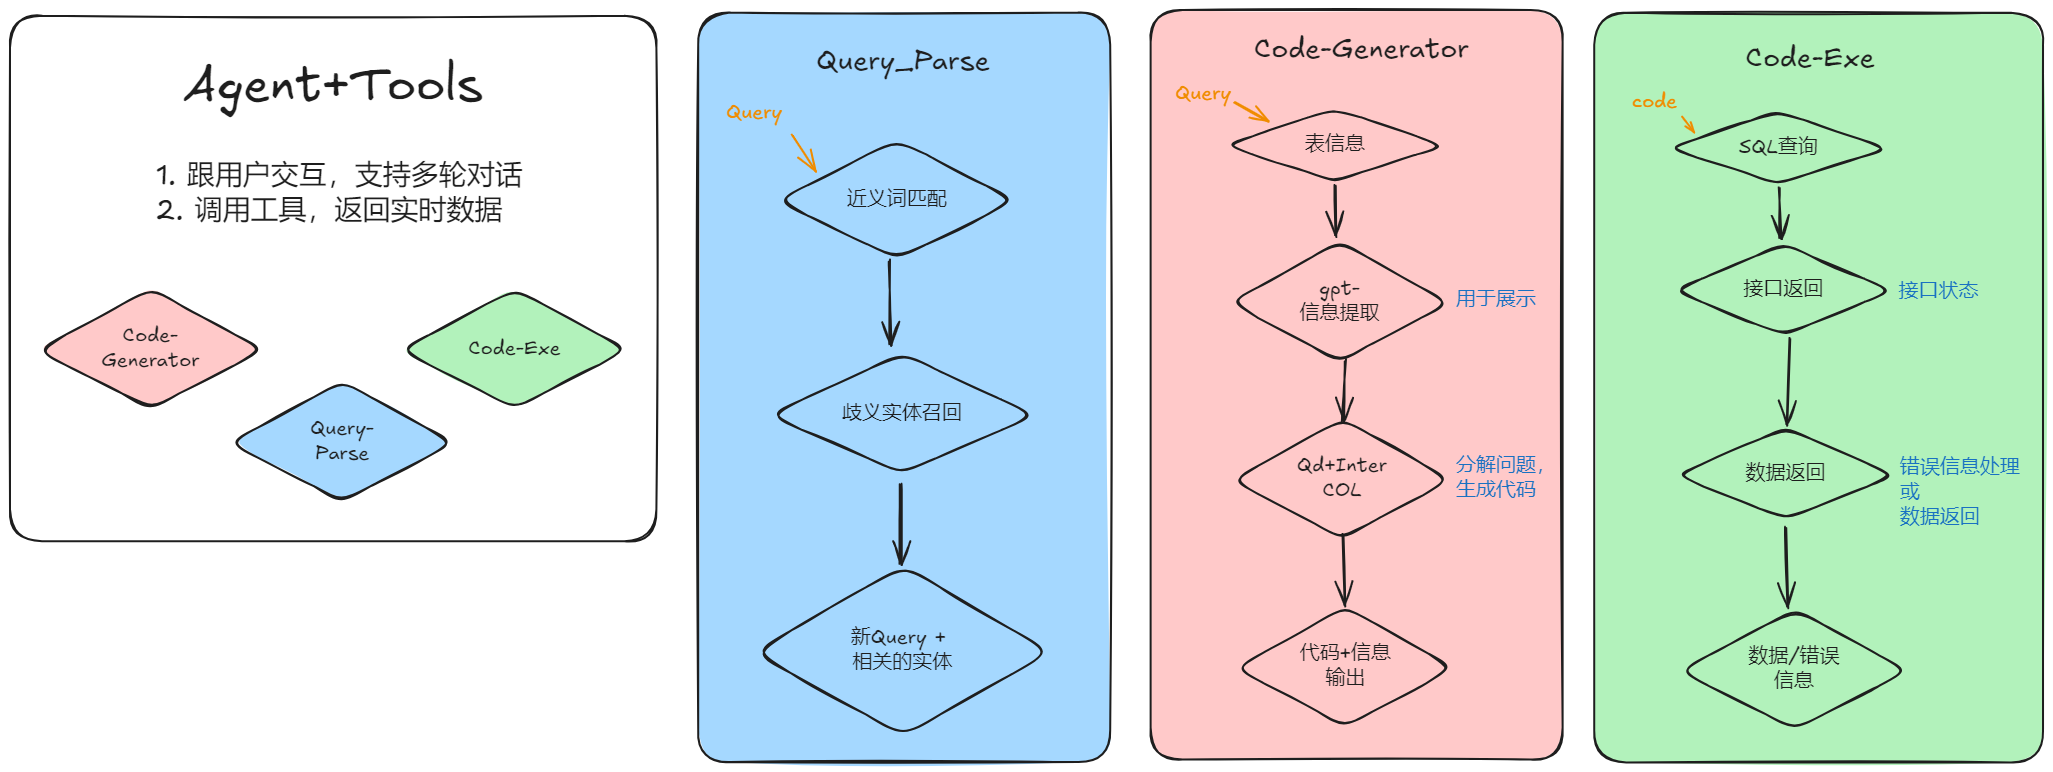 Agent+Tools
1. 跟用户交互，支持多轮对话
2. 调用工具，返回实时数据
Code-
Generator
Code-Exe
Query-
Parse
Query_Parse
Query
近义词匹配
歧义实体召回
新Query +
相关的实体
Code-Generator
Query
表信息
gpt-
信息提取
用于展示
Qd+Inter
COL
分解问题，
生成代码
代码+信息
输出
Code-Exe
code
SQL查询
接口返回
接口状态
数据返回
错误信息处理
或
数据返回
数据/错误
信息